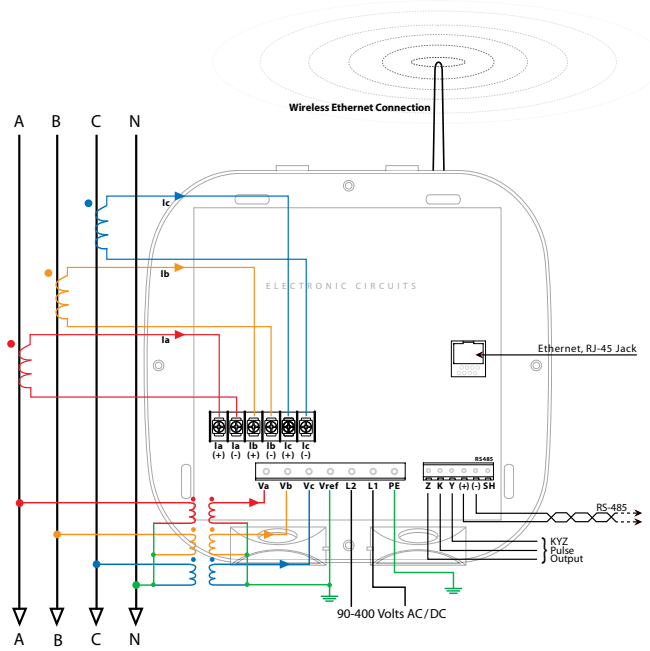 Wireless Ethernet Connection
A B C N
Ic
Ib
ELECTRONIC CIRCUITS
Ia
Ethernet, RJ-45 Jack
Ia Ia Ib Ib Ic Ic
(+) (-) (+) (-) (+) (-)
RS485
Va Vb Vc Vref L2 L1 PE
Z K Y (+) (-) SH
RS-485
KYZ
Pulse
Output
90-400 Volts AC/DC
A B C N